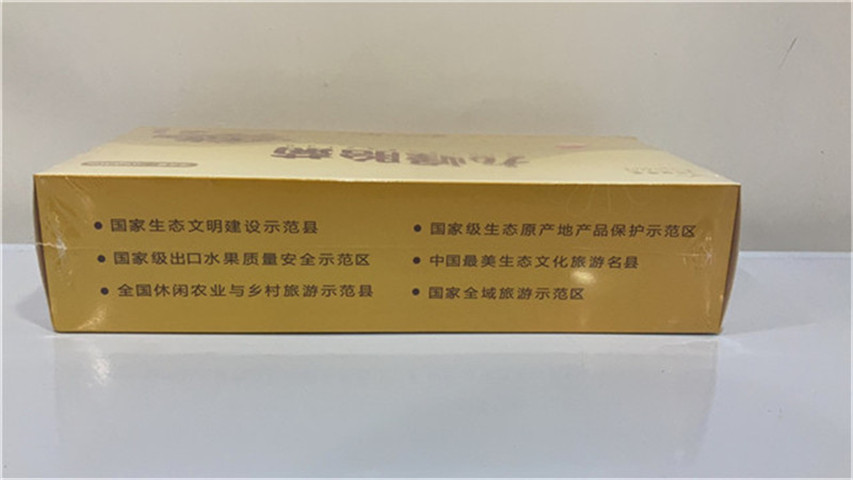 国家生态文明建设示范县
国家级出口水果质量安全示范区
全国休闲农业与乡村旅游示范县
国家级生态原产地产品保护示范区
中国最美生态文化旅游名县
国家全域旅游示范区